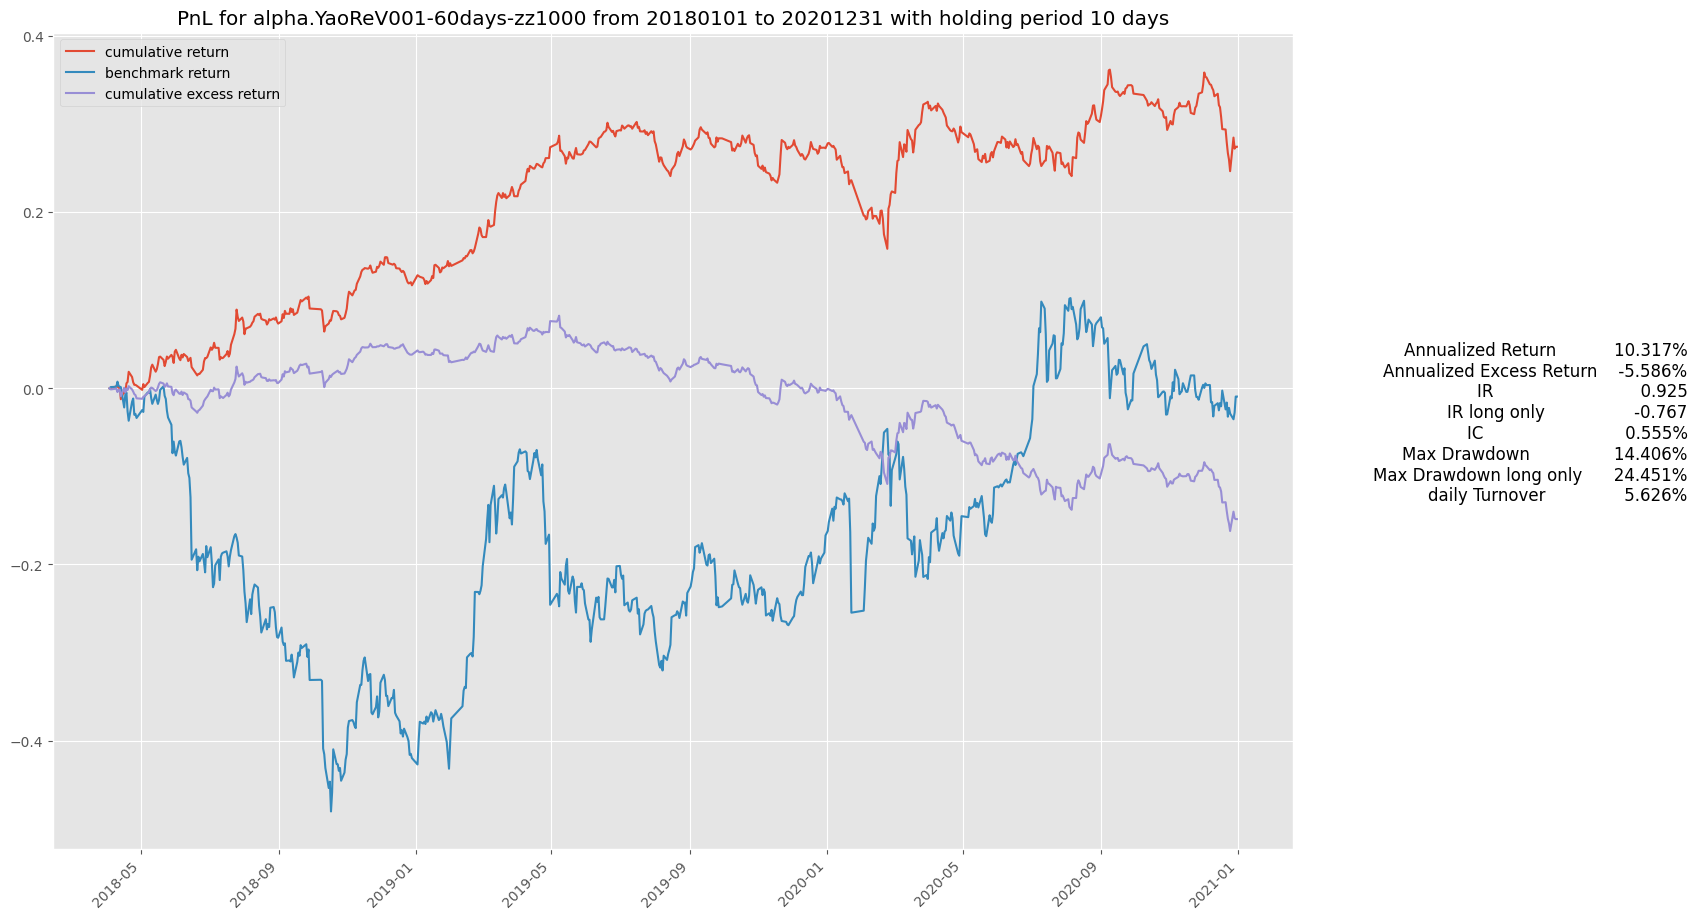 PnL for alpha.YaoReV001-60days-zz1000 from 20180101 to 20201231 with holding period 10 days
cumulative return
benchmark return
cumulative excess return
0.4
0.2
0.0
−0.2
−0.4
2018-05
2018-09
2019-01
2019-05
2019-09
2020-01
2020-05
2020-09
2021-01
Annualized Return 10.317%
Annualized Excess Return -5.586%
IR 0.925
IR long only -0.767
IC 0.555%
Max Drawdown 14.406%
Max Drawdown long only 24.451%
daily Turnover 5.626%